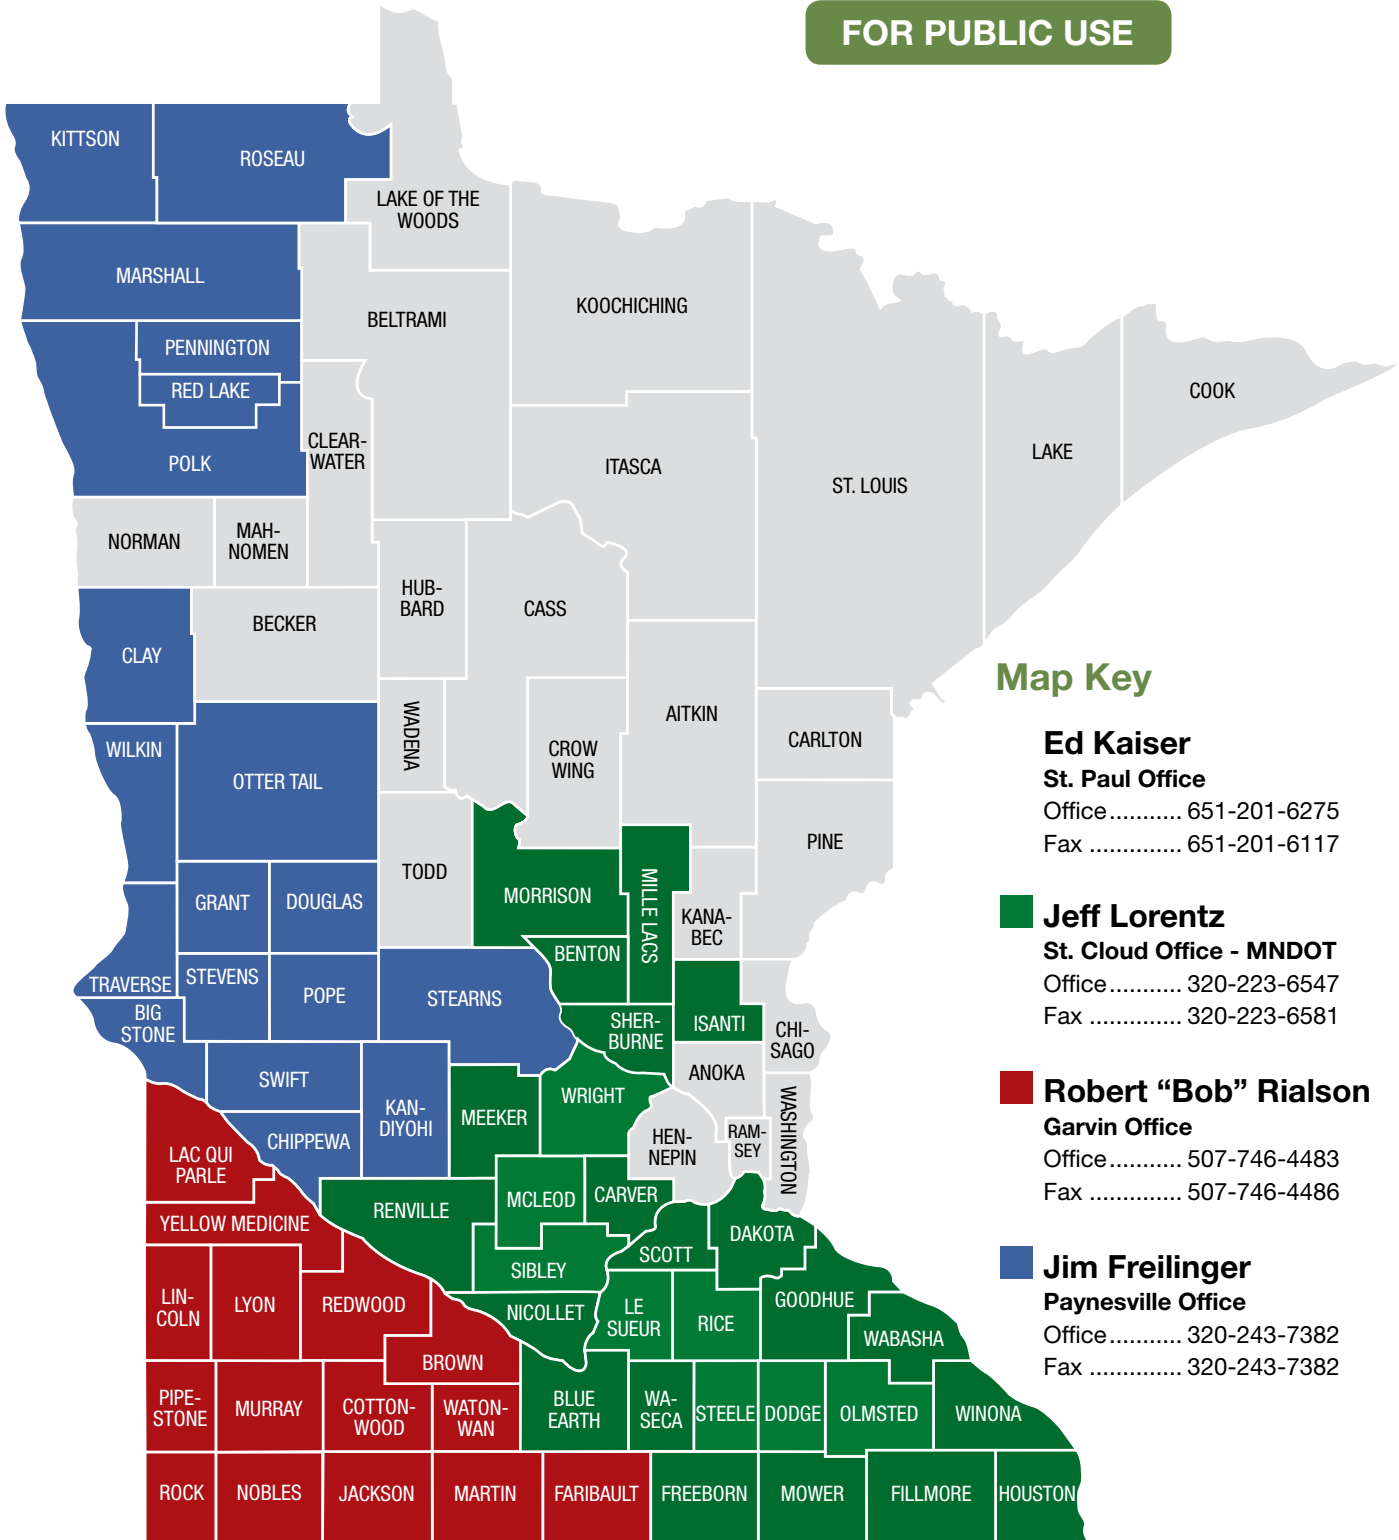 FOR PUBLIC USE
KITTSON
ROSEAU
LAKE OF THE
WOODS
MARSHALL
KOOCHICHING
BELTRAMI
PENNINGTON
RED LAKE
COOK
CLEAR-
WATER
LAKE
POLK
ITASCA
ST. LOUIS
NORMAN
MAH-
NOMEN
HUB-
BARD
CASS
BECKER
CLAY
WADENA
AITKIN
CARLTON
WILKIN
CROW
WING
OTTER TAIL
PINE
TODD
MORRISON
MILLE LACS
GRANT
DOUGLAS
KANA-
BEC
BENTON
TRAVERSE
STEVENS
POPE
STEARNS
BIG
STONE
SHER-
BURNE
ISANTI
CHI-
SAGO
SWIFT
ANOKA
KAN-
DIYOHI
MEEKER
WRIGHT
WASHINGTON
CHIPPEWA
HEN-
NEPIN
RAM-
SEY
LAC QUI
PARLE
MCLEOD
CARVER
RENVILLE
YELLOW MEDICINE
DAKOTA
SCOTT
SIBLEY
LIN-
COLN
LYON
REDWOOD
NICOLLET
LE
SUEUR
RICE
GOODHUE
WABASHA
BROWN
PIPE-
STONE
MURRAY
COTTON-
WOOD
WATON-
WAN
BLUE
EARTH
WA-
SECA
STEELE
DODGE
OLMSTED
WINONA
ROCK
NOBLES
JACKSON
MARTIN
FARIBAULT
FREEBORN
MOWER
FILLMORE
HOUSTON
Map Key
Ed Kaiser
St. Paul Office
Office........... 651-201-6275
Fax .............. 651-201-6117
Jeff Lorentz
St. Cloud Office - MNDOT
Office........... 320-223-6547
Fax .............. 320-223-6581
Robert “Bob” Rialson
Garvin Office
Office........... 507-746-4483
Fax .............. 507-746-4486
Jim Freilinger
Paynesville Office
Office........... 320-243-7382
Fax .............. 320-243-7382